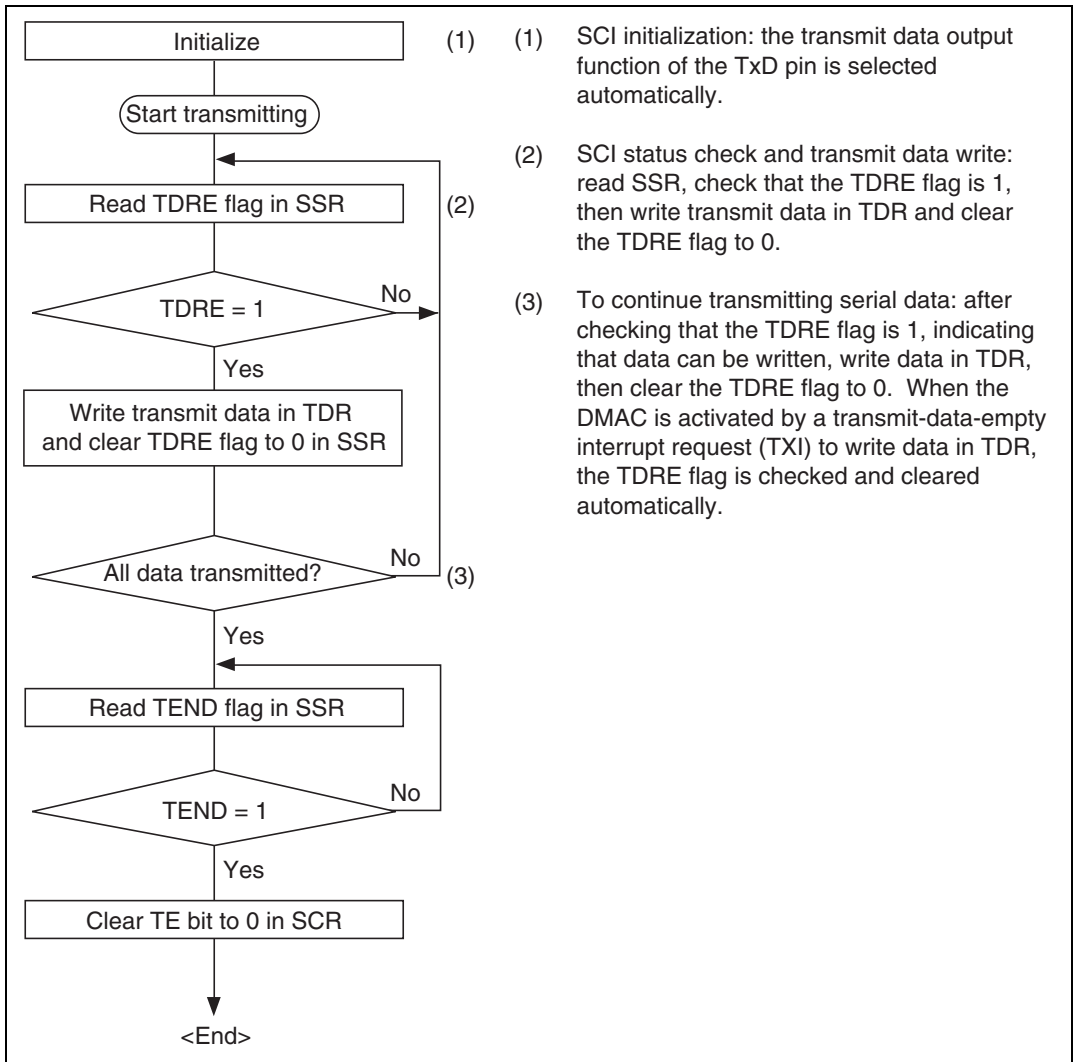 Initialize
(1)
Start transmitting
Read TDRE flag in SSR
(2)
TDRE = 1
No
Yes
Write transmit data in TDR
and clear TDRE flag to 0 in SSR
All data transmitted?
No
(3)
Yes
Read TEND flag in SSR
TEND = 1
No
Yes
Clear TE bit to 0 in SCR
<End>
(1) SCI initialization: the transmit data output
function of the TxD pin is selected
automatically.
(2) SCI status check and transmit data write:
read SSR, check that the TDRE flag is 1,
then write transmit data in TDR and clear
the TDRE flag to 0.
(3) To continue transmitting serial data: after
checking that the TDRE flag is 1, indicating
that data can be written, write data in TDR,
then clear the TDRE flag to 0.  When the
DMAC is activated by a transmit-data-empty
interrupt request (TXI) to write data in TDR,
the TDRE flag is checked and cleared
automatically.